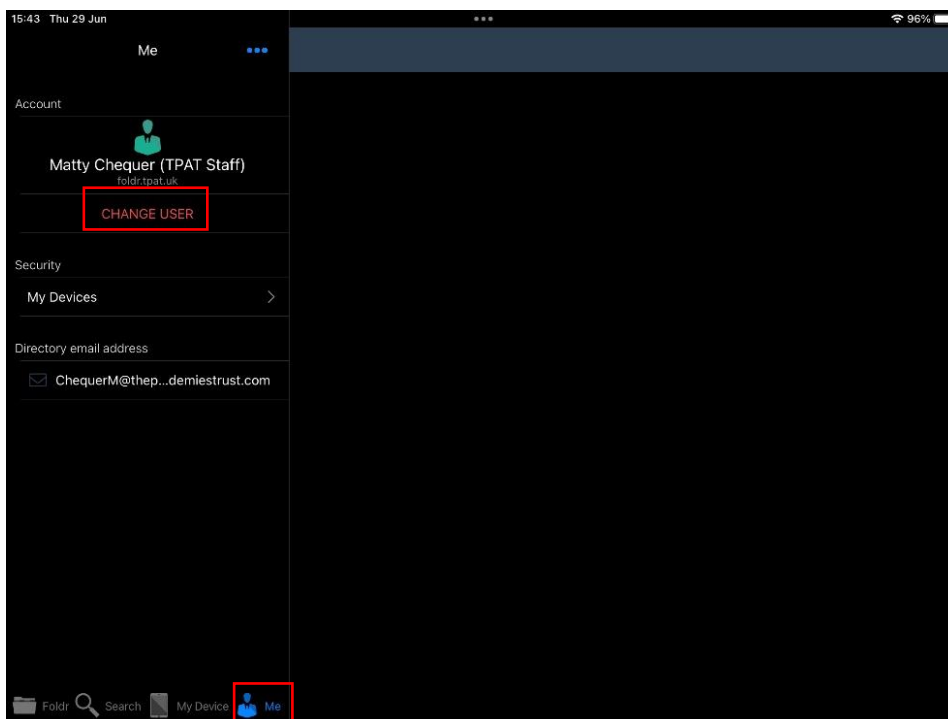 15:43 Thu 29 Jun
96%
Me
Account
Matty Chequer (TPAT Staff)
foldr.tpat.uk
CHANGE USER
Security
My Devices
Directory email address
ChequerM@thep...demiestrust.com
Foldr Search My Device Me